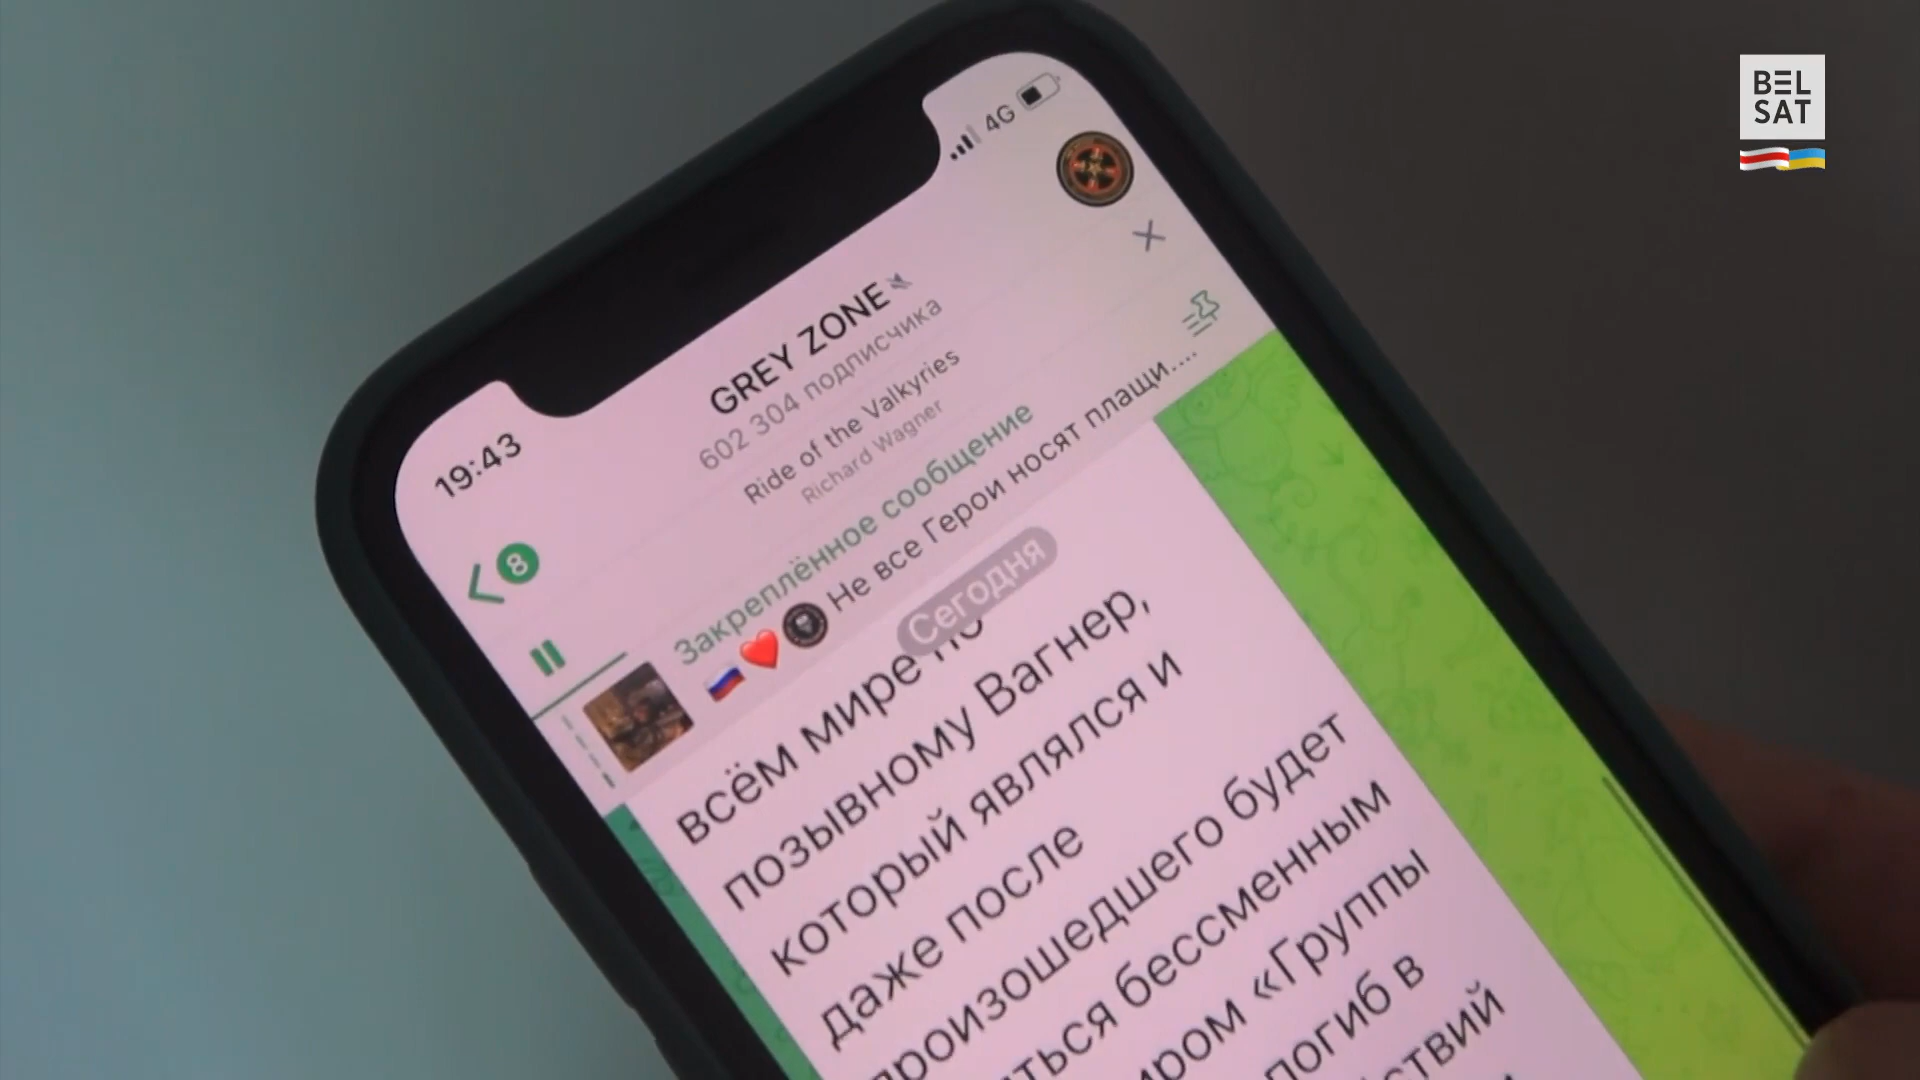 BEL
SAT
4G
19:43
GREY ZONE
602 304 подписчика
8
Ride of the Valkyries
Richard Wagner
Закреплённое сообщение
Не все Герои носят плащи....
Сегодня
всём мире по
позывному Вагнер,
который являлся и
даже после
произошедшего будет
бессменным
«Группы
погиб в